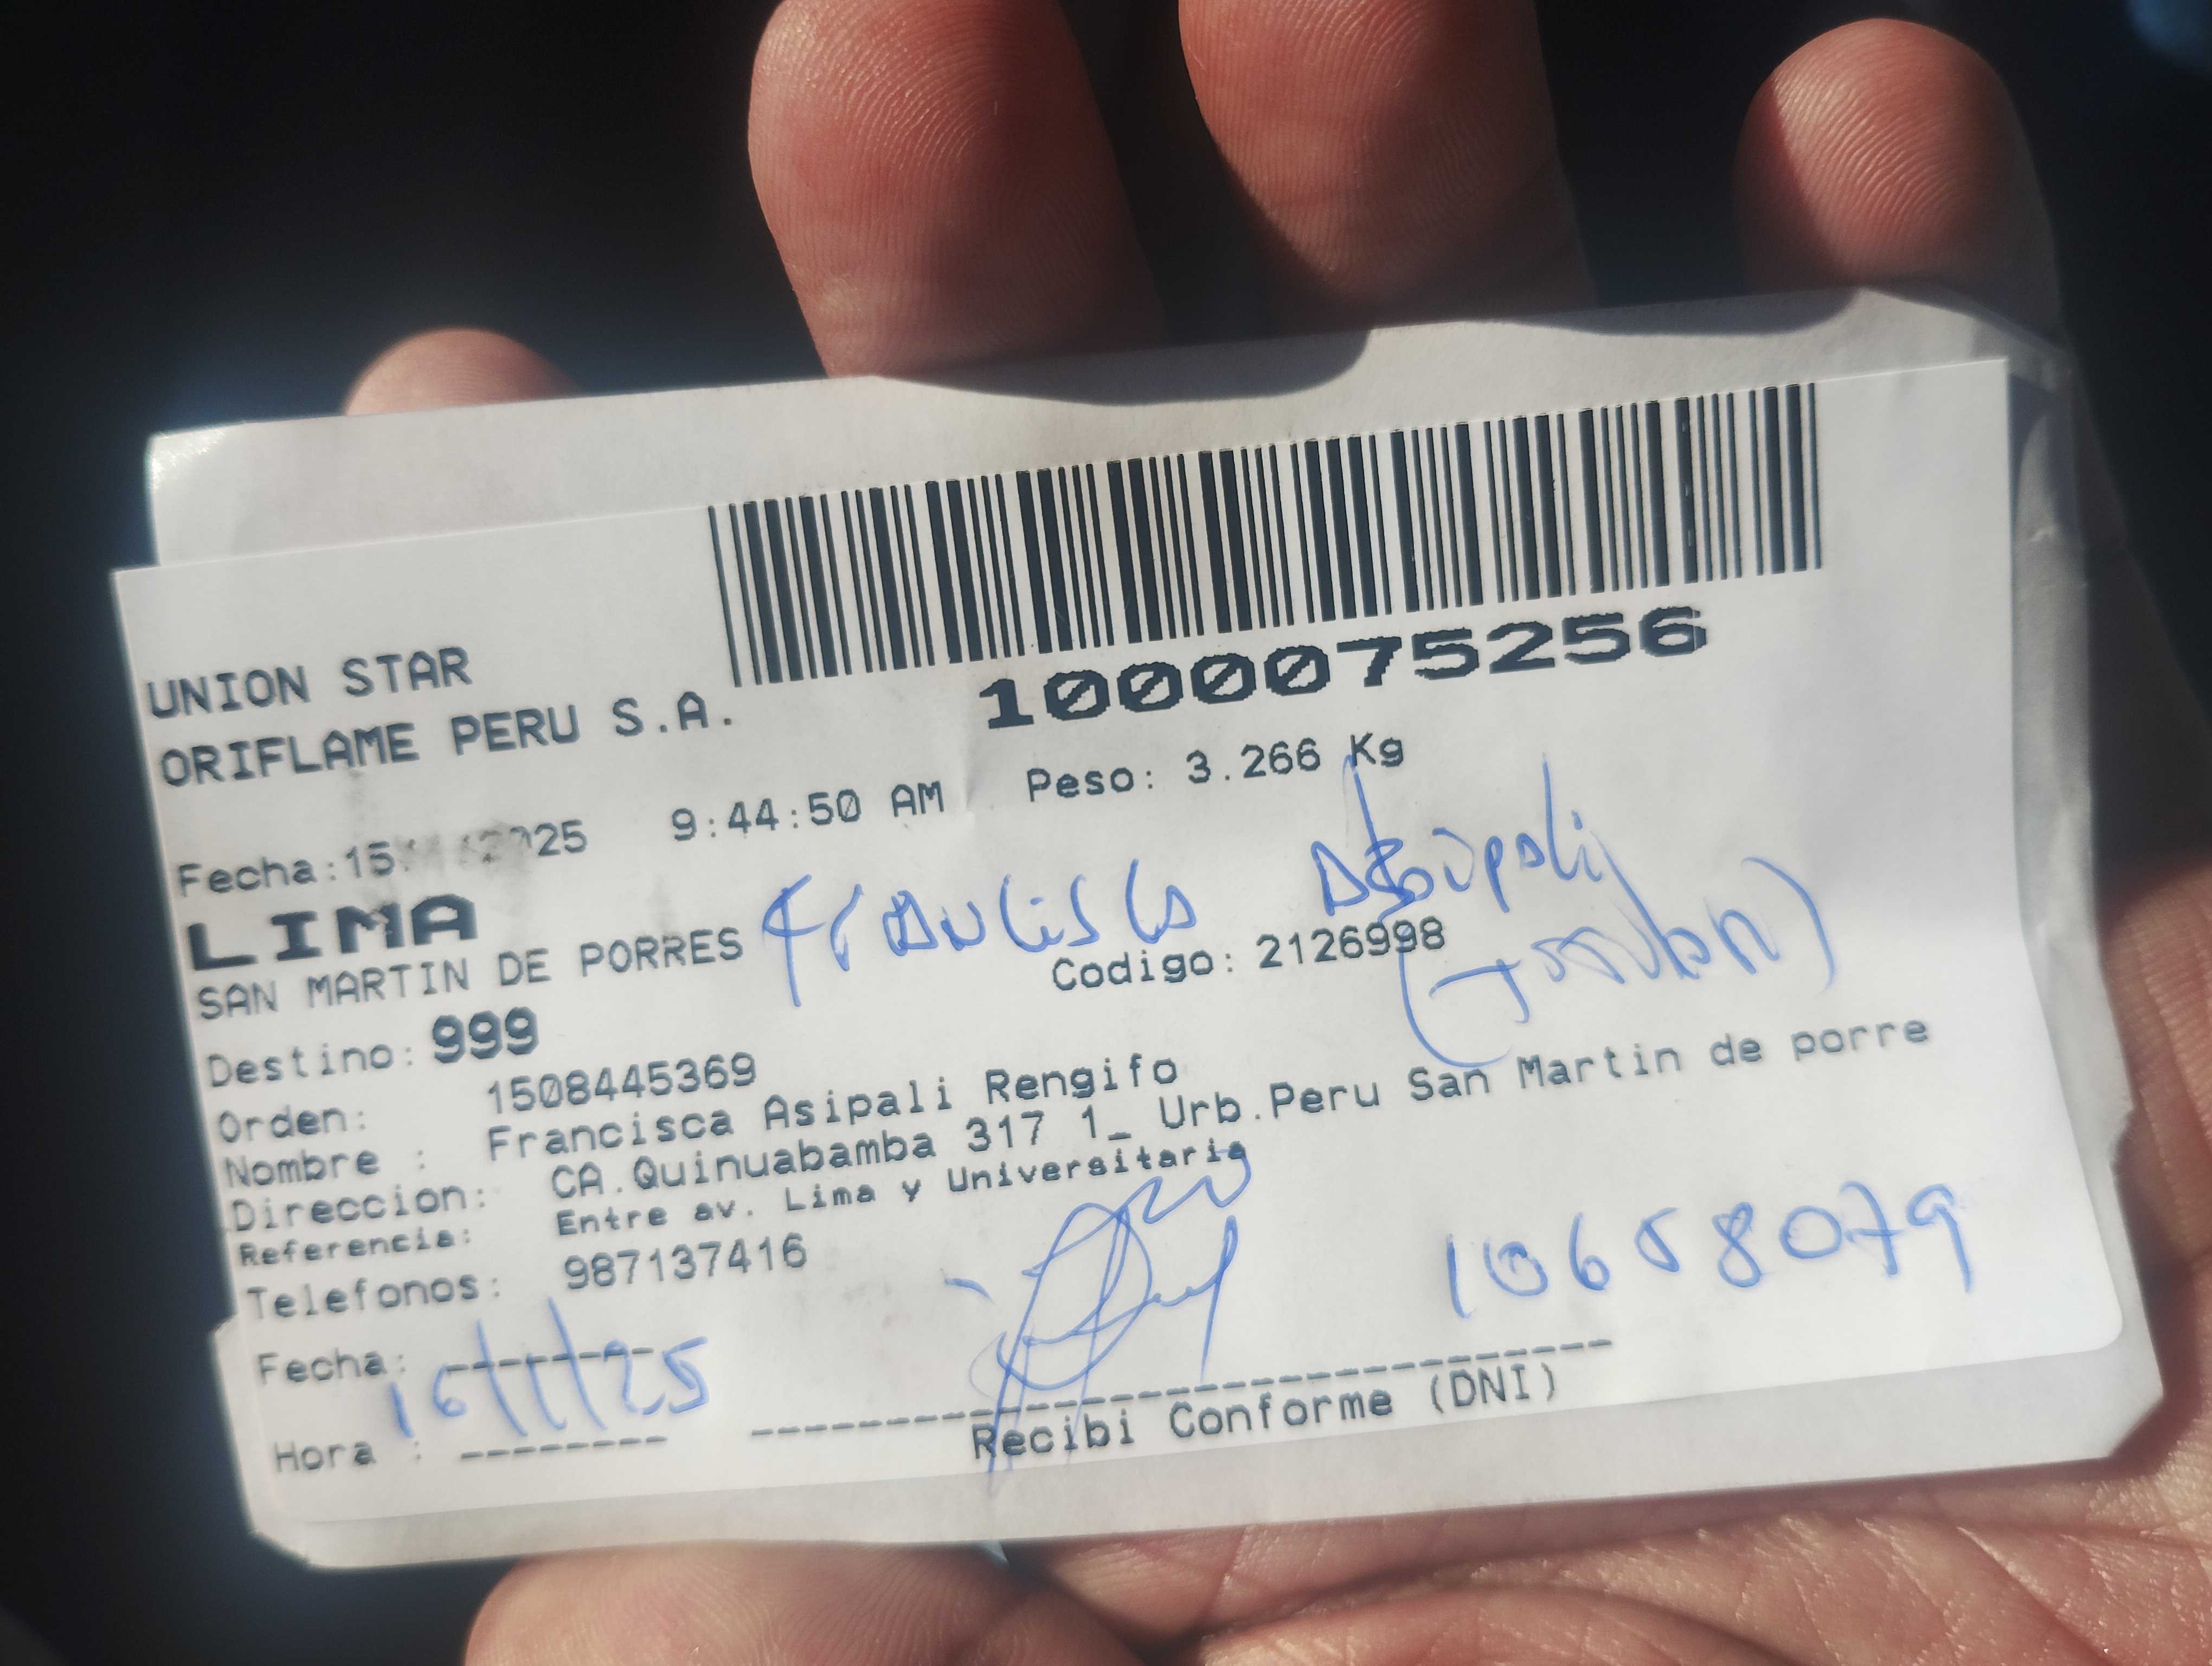 1000075256
UNION STAR
ORIFLAME PERU S.A.
Peso: 3.266 Kg
Fecha:15 25 9:44:50 AM
LIMA
SAN MARTIN DE PORRES
Codigo: 2126998
Destino: 999
Orden: 1508445369
Nombre : Francisca Asipali Rengifo
Direccion: CA.Quinuabamba 317 1_ Urb.Peru San Martin de porre
Referencia: Entre av. Lima y Universitaria
Telefonos: 987137416
10658079
Fecha: 16/1/25
Hora :
Recibi Conforme (DNI)